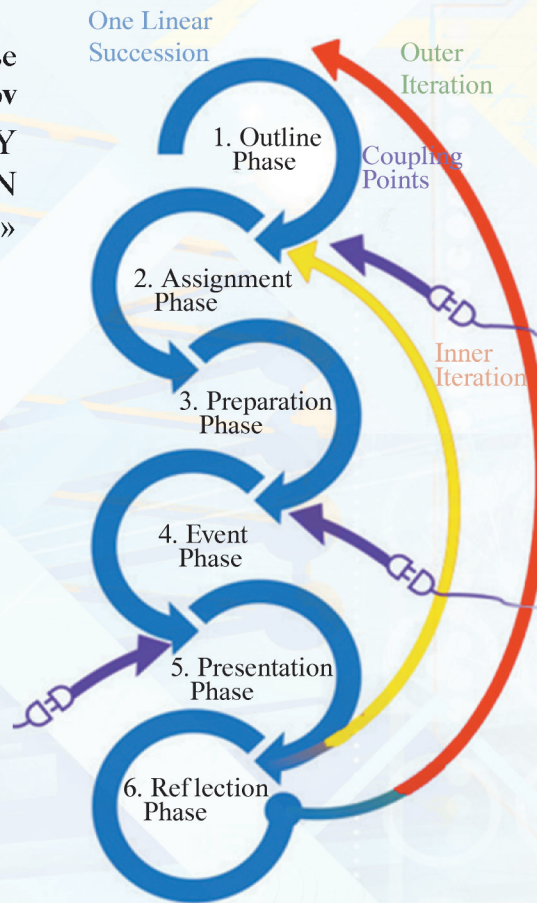 One Linear
Succession
Outer
Iteration
1. Outline
Phase
Coupling
Points
2. Assignment
Phase
Inner
Iteration
3. Preparation
Phase
4. Event
Phase
5. Presentation
Phase
6. Reflection
Phase
Y
N
»